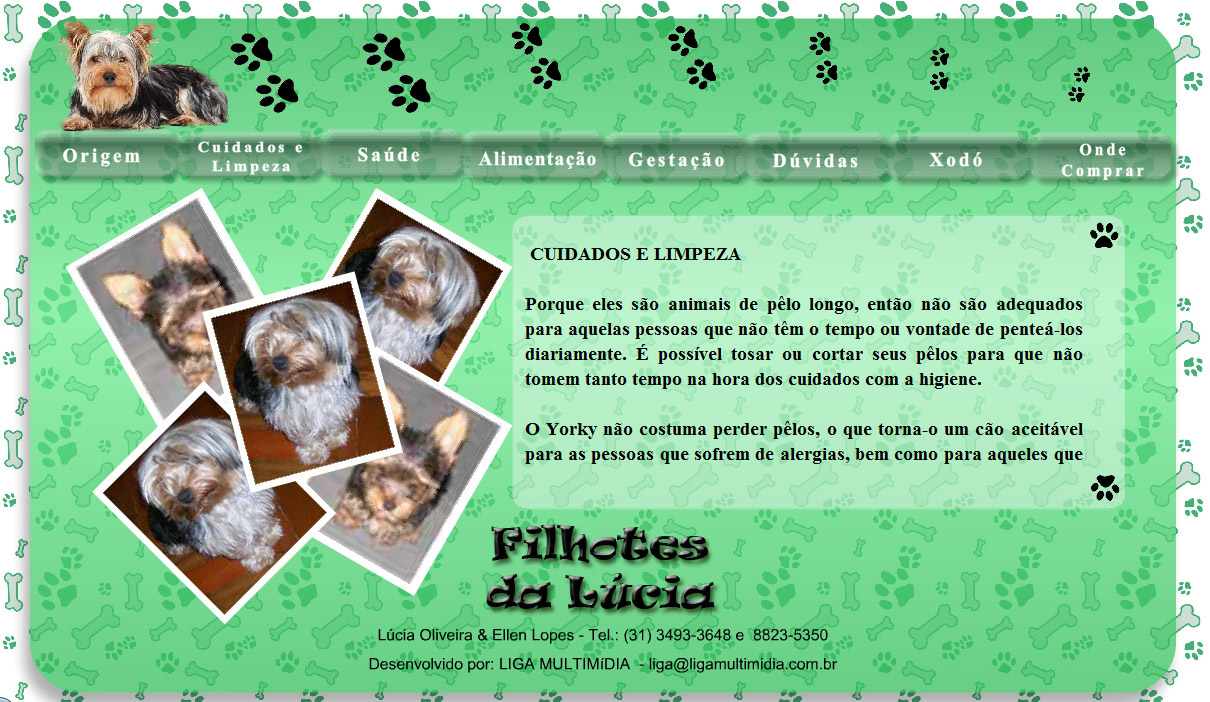 Origem
Cuidados e
Limpeza
Saúde
Alimentação
Gestação
Dúvidas
Xodó
Onde
Comprar
CUIDADOS E LIMPEZA
Porque eles são animais de pêlo longo, então não são adequados
para aquelas pessoas que não têm o tempo ou vontade de penteá-los
diariamente. É possível tosar ou cortar seus pêlos para que não
tomem tanto tempo na hora dos cuidados com a higiene.
O Yorky não costuma perder pêlos, o que torna-o um cão aceitável
para as pessoas que sofrem de alergias, bem como para aqueles que
Filhotes
da Lúcia
Lúcia Oliveira & Ellen Lopes - Tel.: (31) 3493-3648 e 8823-5350
Desenvolvido por: LIGA MULTIMíDIA - liga@ligamultimidia.com.br